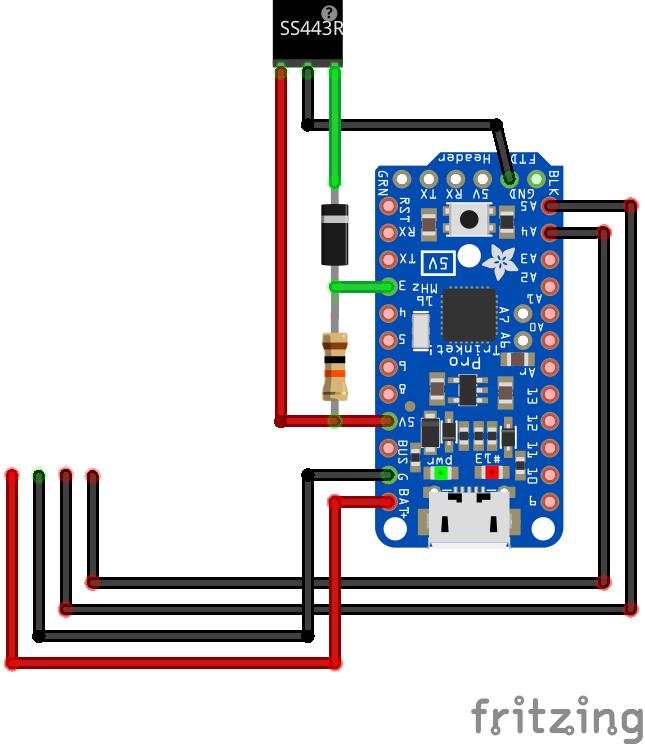 SS443R
?
FTDI
Header
GRN
TX
RX
5V
GND
BLK
RST
A5
RX
A4
TX
5V
A3
A2
3
MHz
16
A1
4
A7
A0
5
A6
Trinket!
Pro
6
Ar
8
13
5V
12
BUS
11
pwr
#13
G
10
BAT+
9
fritzing